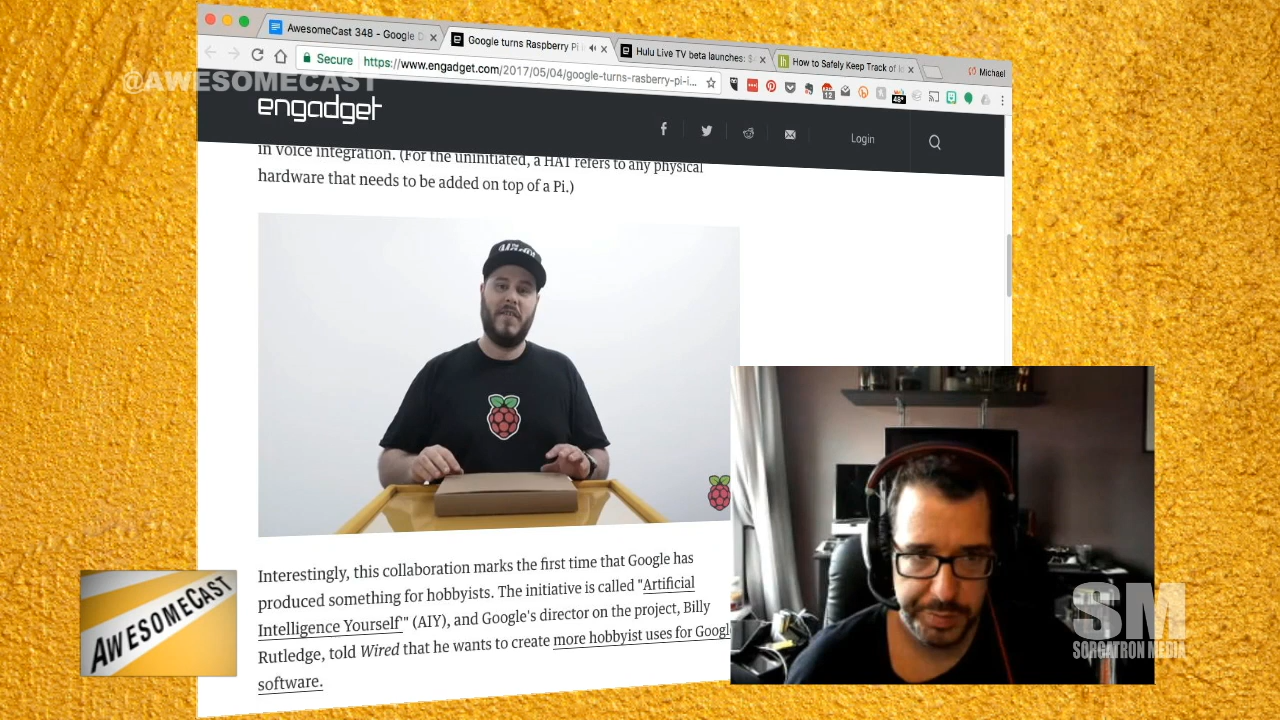 AwesomeCast 348 - Google D
Google turns Raspberry Pi i
Hulu Live TV beta launches: $
How to Safely Keep Track of
Michael
Secure
https://www.engadget.com/2017/05/04/google-turns-rasberry-pi-i...
12
48*
@AWESOMECAST
engadget
Login
in voice integration. (For the uninitiated, a HAT refers to any physical
hardware that needs to be added on top of a Pi.)
Interestingly, this collaboration marks the first time that Google has
produced something for hobbyists. The initiative is called "Artificial
Intelligence Yourself" (AIY), and Google's director on the project, Billy
Rutledge, told Wired that he wants to create more hobbyist uses for Googl
software.
AWESOMECAST
SM
SORGATRON MEDIA